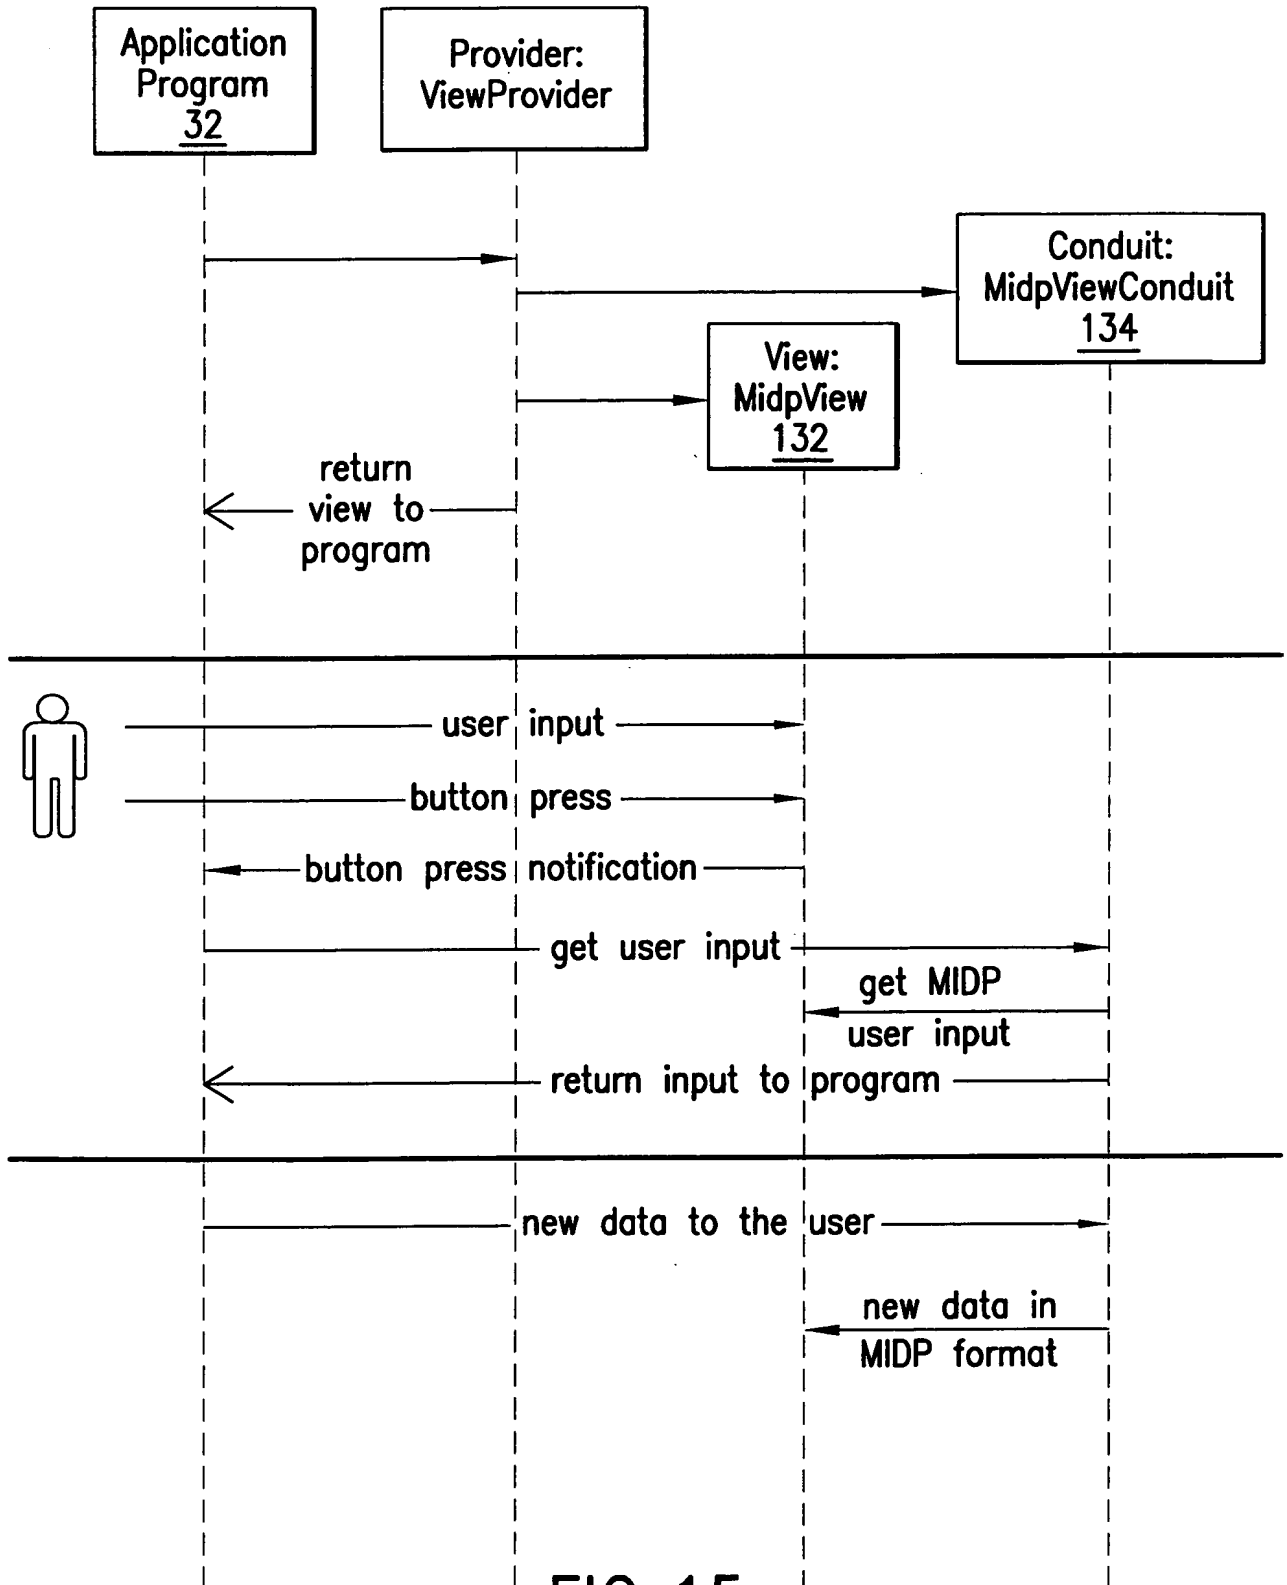 Application
Program
32
Provider:
ViewProvider
Conduit:
MidpViewConduit
134
View:
MidpView
132
return
view to
program
user input
button press
button press notification
get user input
get MIDP
user input
return input to program
new data to the user
new data in
MIDP format
FIG. 15